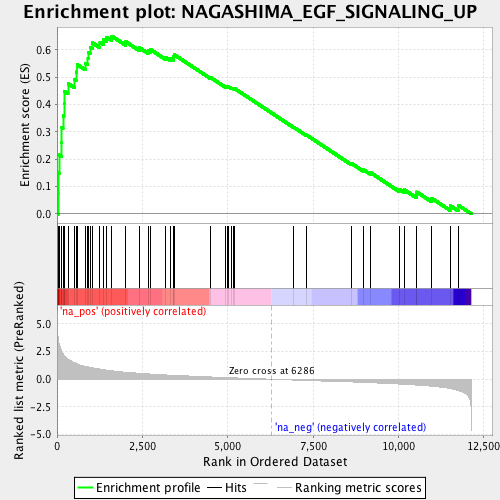 Enrichment plot: NAGASHIMA_EGF_SIGNALING_UP
Enrichment score (ES)
0.6
0.5
0.4
0.3
0.2
0.1
0.0
'na_pos' (positively correlated)
Ranked list metric (PreRanked)
5.0
2.5
0.0
-2.5
-5.0
Zero cross at 6286
'na_neg' (negatively correlated)
0
2,500
5,000
7,500
10,000
12,500
Rank in Ordered Dataset
Enrichment profile
Hits
Ranking metric scores